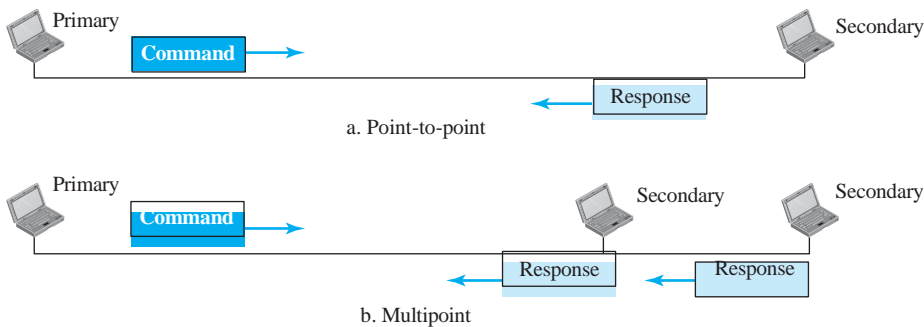 Primary
Secondary
Command
Response
a. Point-to-point
Primary
Secondary
Secondary
Command
Response
Response
b. Multipoint